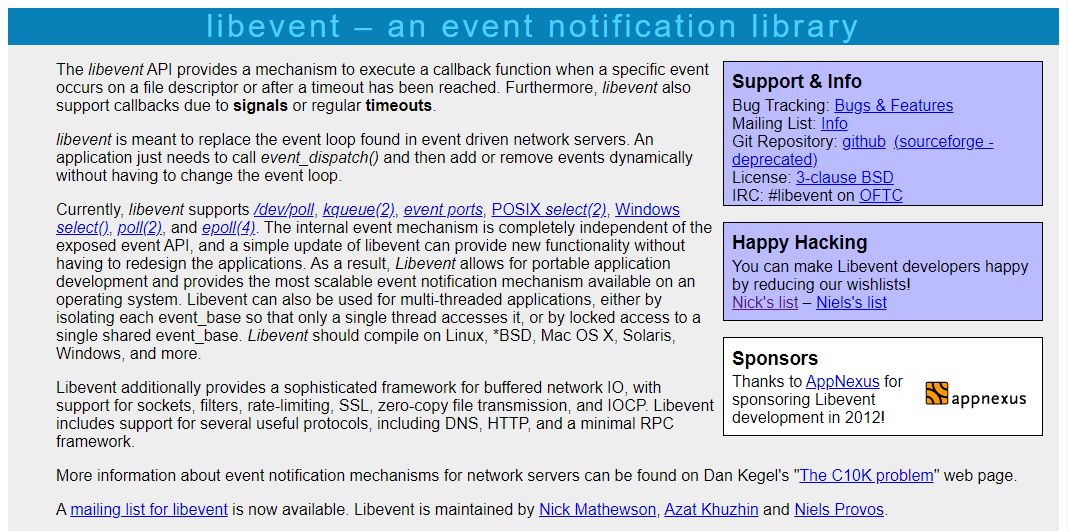 libevent – an event notification library
The libevent API provides a mechanism to execute a callback function when a specific event
occurs on a file descriptor or after a timeout has been reached. Furthermore, libevent also
support callbacks due to signals or regular timeouts.
libevent is meant to replace the event loop found in event driven network servers. An
application just needs to call event_dispatch() and then add or remove events dynamically
without having to change the event loop.
Currently, libevent supports /dev/poll, kqueue(2), event ports, POSIX select(2), Windows
select(), poll(2), and epoll(4). The internal event mechanism is completely independent of the
exposed event API, and a simple update of libevent can provide new functionality without
having to redesign the applications. As a result, Libevent allows for portable application
development and provides the most scalable event notification mechanism available on an
operating system. Libevent can also be used for multi-threaded applications, either by
isolating each event_base so that only a single thread accesses it, or by locked access to a
single shared event_base. Libevent should compile on Linux, *BSD, Mac OS X, Solaris,
Windows, and more.
Libevent additionally provides a sophisticated framework for buffered network IO, with
support for sockets, filters, rate-limiting, SSL, zero-copy file transmission, and IOCP. Libevent
includes support for several useful protocols, including DNS, HTTP, and a minimal RPC
framework.
Support & Info
Bug Tracking: Bugs & Features
Mailing List: Info
Git Repository: github (sourceforge -
deprecated)
License: 3-clause BSD
IRC: #libevent on OFTC
Happy Hacking
You can make Libevent developers happy
by reducing our wishlists!
Nick's list – Niels's list
Sponsors
Thanks to AppNexus for
sponsoring Libevent
development in 2012!
appnexus
More information about event notification mechanisms for network servers can be found on Dan Kegel's "The C10K problem" web page.
A mailing list for libevent is now available. Libevent is maintained by Nick Mathewson, Azat Khuzhin and Niels Provos.